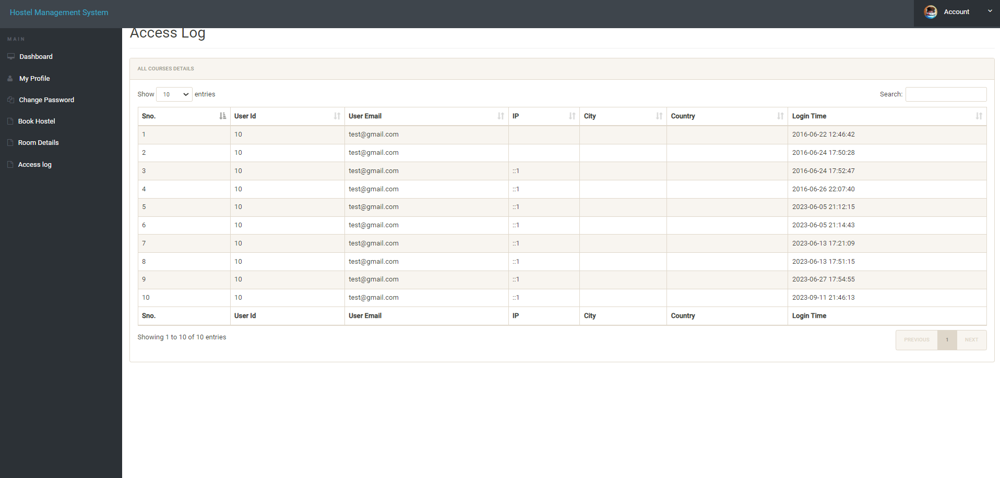 Hostel Management System
Account
MAIN
Dashboard
My Profile
Change Password
Book Hostel
Room Details
Access log
Access Log
ALL COURSES DETAILS
Show 10 entries
Search:
Sno. User Id User Email IP City Country Login Time
1 10 test@gmail.com 2016-06-22 12:46:42
2 10 test@gmail.com 2016-06-24 17:50:28
3 10 test@gmail.com ::1 2016-06-24 17:52:47
4 10 test@gmail.com ::1 2016-06-26 22:07:40
5 10 test@gmail.com ::1 2023-06-05 21:12:15
6 10 test@gmail.com ::1 2023-06-05 21:14:43
7 10 test@gmail.com ::1 2023-06-13 17:21:09
8 10 test@gmail.com ::1 2023-06-13 17:51:15
9 10 test@gmail.com ::1 2023-06-27 17:54:55
10 10 test@gmail.com ::1 2023-09-11 21:46:13
Sno. User Id User Email IP City Country Login Time
Showing 1 to 10 of 10 entries
PREVIOUS 1 NEXT